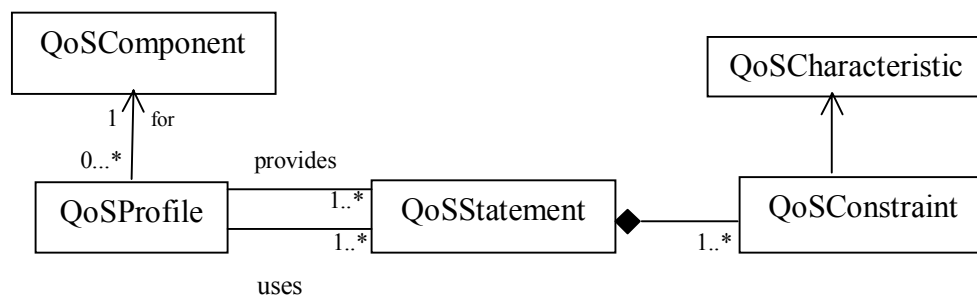 QoSComponent
QoSCharacteristic
1
for
0...*
provides
QoSProfile
1..*
QoSStatement
QoSConstraint
1..*
1..*
uses